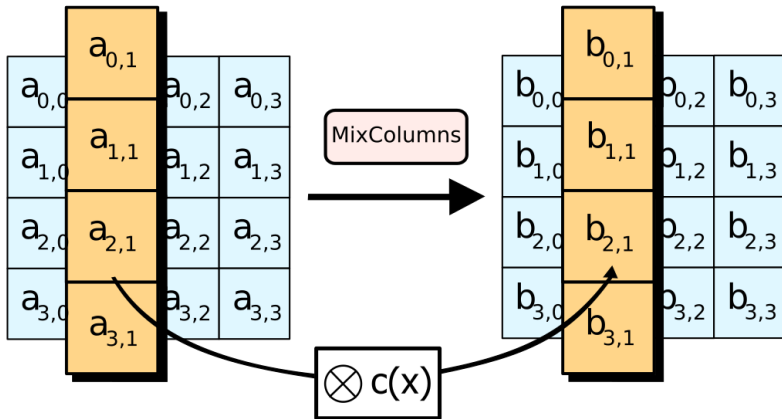 a0,0 a0,1 a0,2 a0,3
a1,0 a1,1 a1,2 a1,3
a2,0 a2,1 a2,2 a2,3
a3,0 a3,1 a3,2 a3,3
MixColumns
b0,0 b0,1 b0,2 b0,3
b1,0 b1,1 b1,2 b1,3
b2,0 b2,1 b2,2 b2,3
b3,0 b3,1 b3,2 b3,3
⊗ c(x)